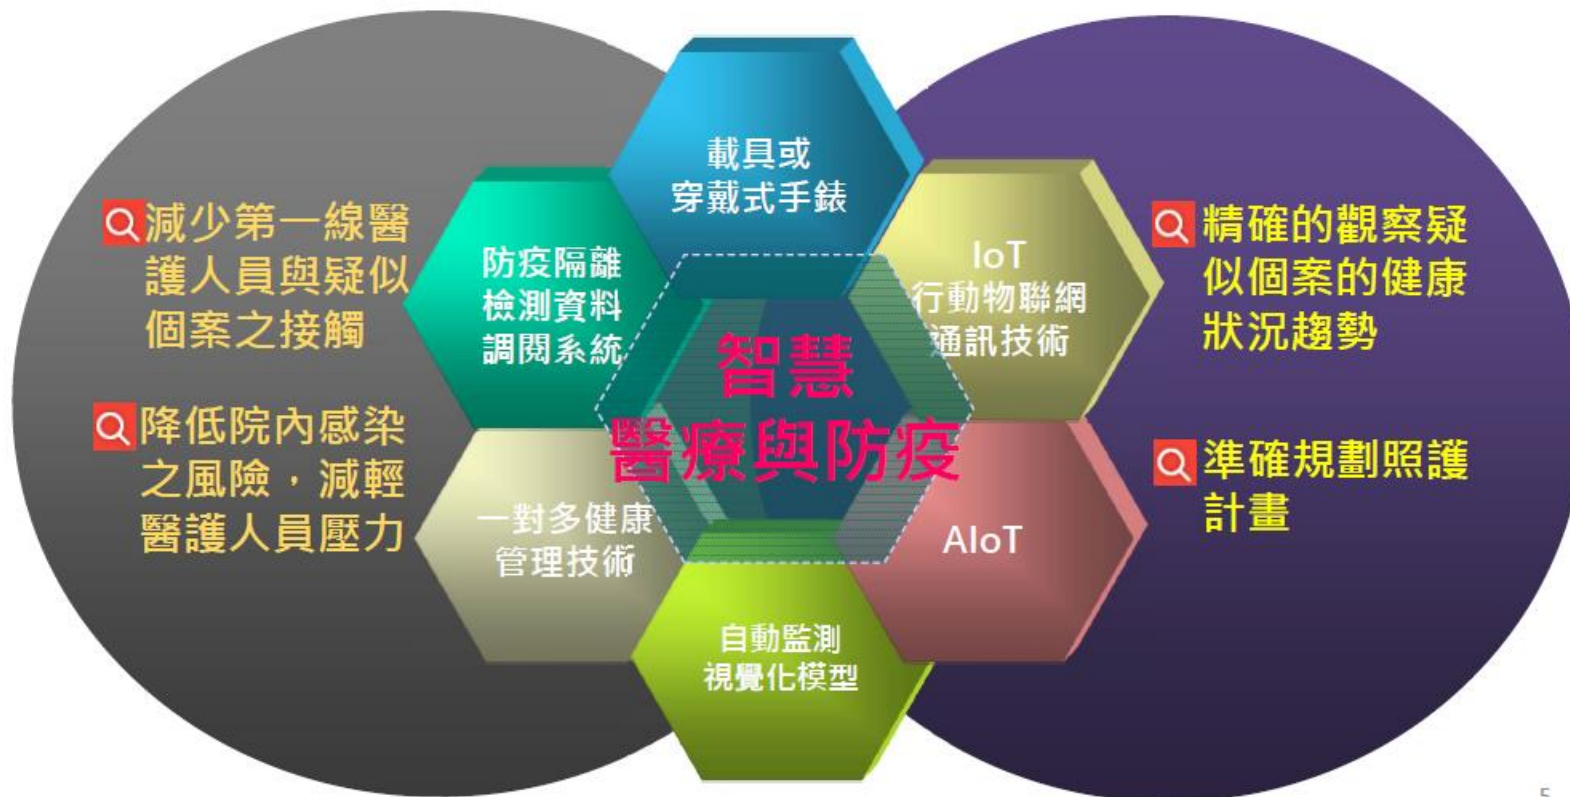 載具或
穿戴式手錶
防疫隔離
檢測資料
調閱系統
IoT
行動物聯網
通訊技術
智慧
醫療與防疫
一對多健康
管理技術
AIoT
自動監測
視覺化模型
減少第一線醫
護人員與疑似
個案之接觸
降低院內感染
之風險，減輕
醫護人員壓力
精確的觀察疑
似個案的健康
狀況趨勢
準確規劃照護
計畫
5